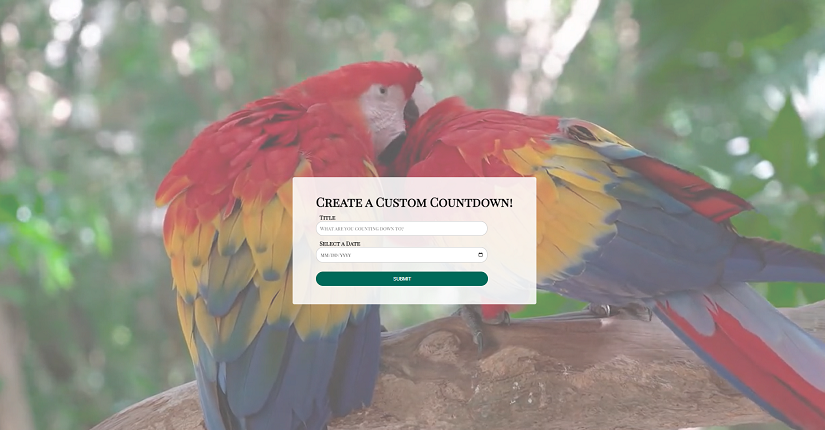 Create a Custom Countdown!
Title
What are you counting down to?
Select a Date
mm/dd/yyyy
SUBMIT